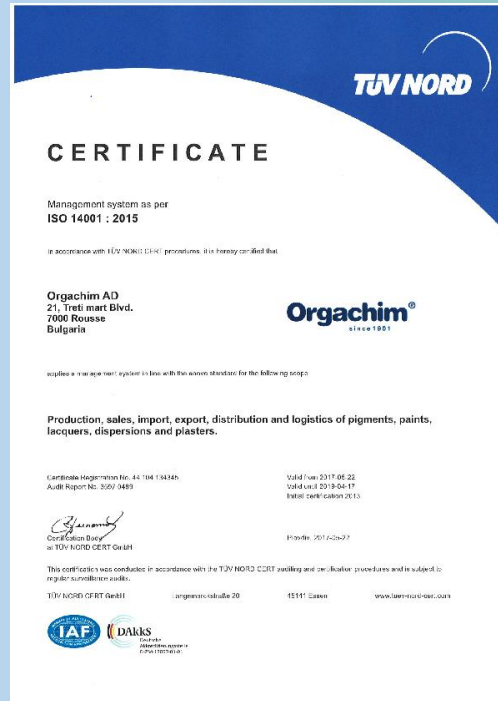 TÜV NORD
CERTIFICATE
Management system as per
ISO 14001 : 2015
In accordance with TÜV NORD CERT procedures, it is hereby certified that
Orgachim AD
21, Treti mart Blvd.
7000 Rousse
Bulgaria
Orgachim®
since 1901
applies a management system in line with the above standard for the following scope
Production, sales, import, export, distribution and logistics of pigments, paints,
lacquers, dispersions and plasters.
Certificate Registration No. 44 104 134345
Audit Report No.
Valid from 2017-05-22
Valid until 2019-04-17
Initial certification 2013
Certification Body
at TÜV NORD CERT GmbH
2017-05-22
This certification was conducted in accordance with the TÜV NORD CERT auditing and certification procedures and is subject to
regular surveillance audits.
TÜV NORD CERT GmbH
Langemarckstraße 20
45141 Essen
www.tuev-nord-cert.com
IAF
DAkkS
Deutsche
Akkreditierungsstelle